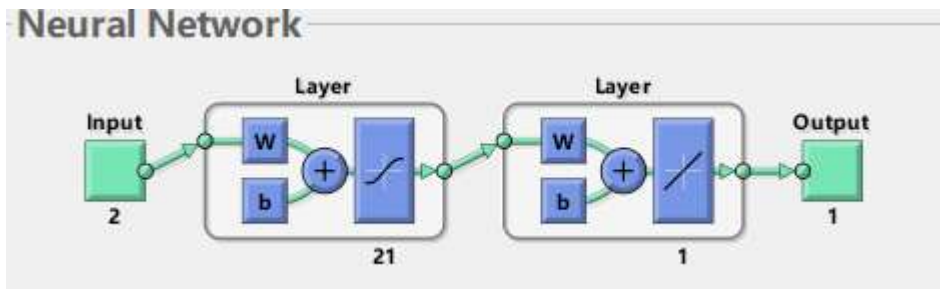 Neural Network
Layer Layer
Input Output
W W
+ +
b b
2 1
21 1